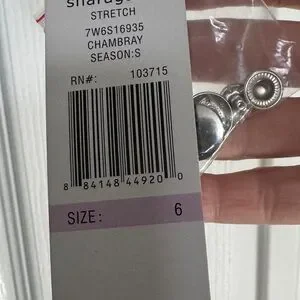 STRETCH
7W6S16935
CHAMBRAY
SEASON:S
RN#: 103715
8 84148 44920 0
SIZE: 6